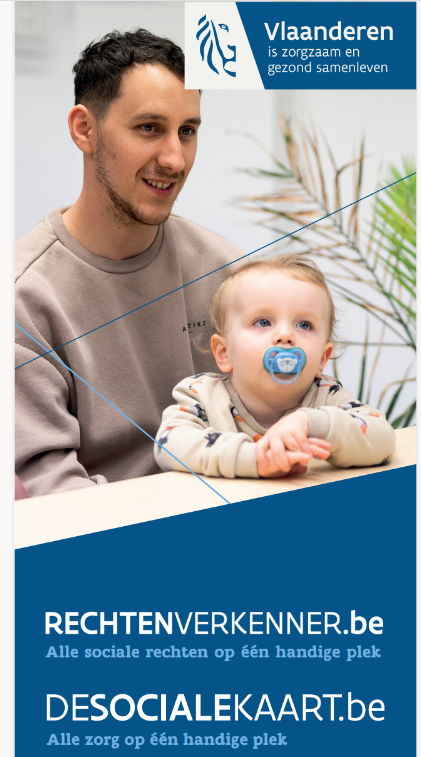 Vlaanderen
is zorgzaam en
gezond samenleven
RECHTENVERKENNER.be
Alle sociale rechten op één handige plek
DESOCIALEKAART.be
Alle zorg op één handige plek